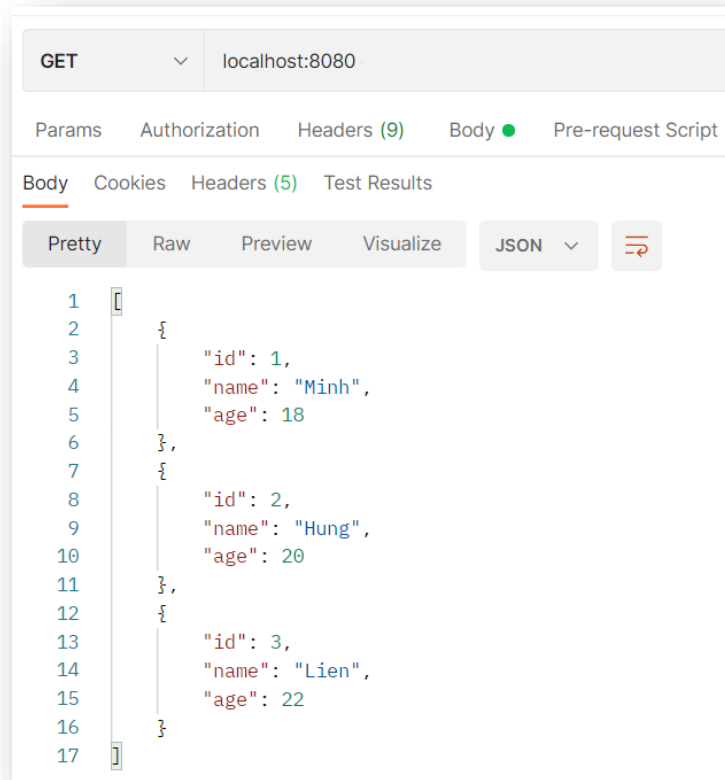 GET localhost:8080
Params Authorization Headers (9) Body Pre-request Script
Body Cookies Headers (5) Test Results
Pretty Raw Preview Visualize JSON
1 [
2 {
3 "id": 1,
4 "name": "Minh",
5 "age": 18
6 },
7 {
8 "id": 2,
9 "name": "Hung",
10 "age": 20
11 },
12 {
13 "id": 3,
14 "name": "Lien",
15 "age": 22
16 }
17 ]